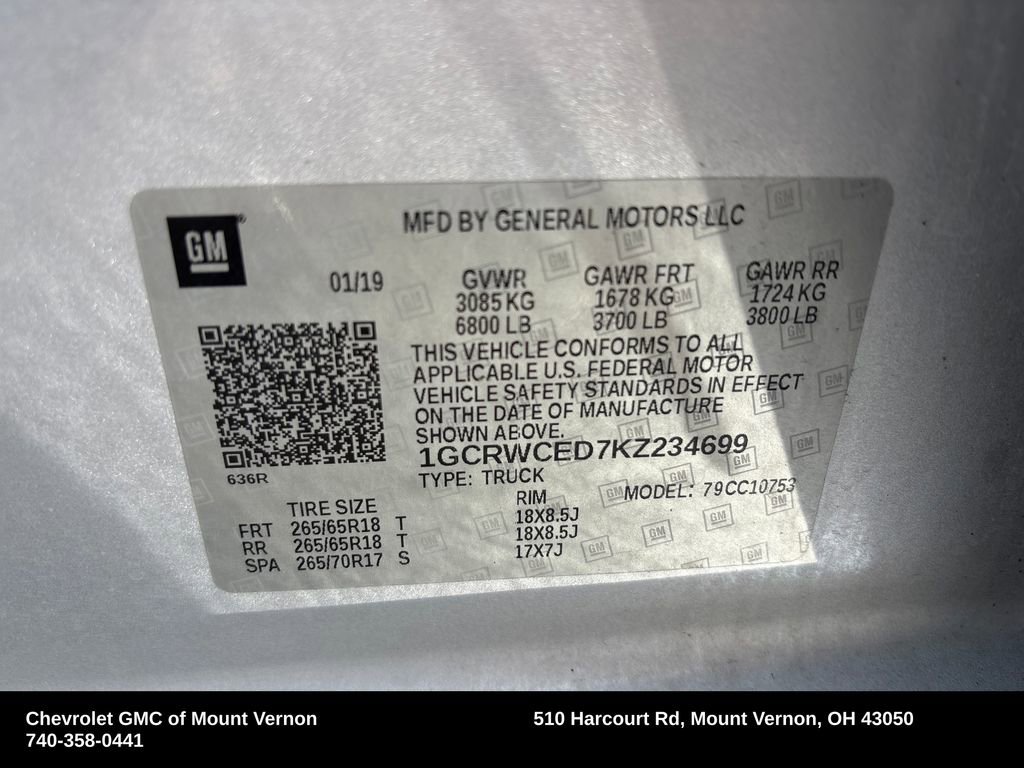 GM
MFD BY GENERAL MOTORS LLC
01/19
GVWR GAWR FRT GAWR RR
3085 KG 1678 KG 1724 KG
6800 LB 3700 LB 3800 LB
THIS VEHICLE CONFORMS TO ALL
APPLICABLE U.S. FEDERAL MOTOR
VEHICLE SAFETY STANDARDS IN EFFECT
ON THE DATE OF MANUFACTURE
SHOWN ABOVE.
1GCRWCED7KZ234699
636R
TYPE: TRUCK
MODEL: 79CC10753
TIRE SIZE RIM
FRT 265/65R18 T 18X8.5J
RR 265/65R18 T 18X8.5J
SPA 265/70R17 S 17X7J
Chevrolet GMC of Mount Vernon
740-358-0441
510 Harcourt Rd, Mount Vernon, OH 43050